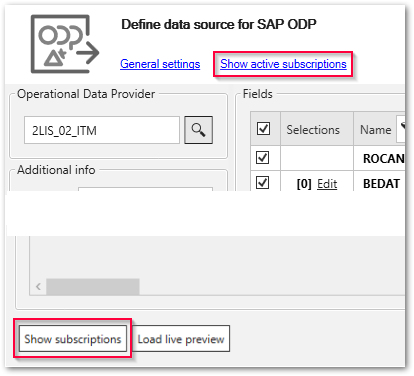 ODP
Define data source for SAP ODP
General settings Show active subscriptions
Operational Data Provider
2LIS_02_ITM
Additional info
Fields
Selections Name
ROCAN
[0] Edit BEDAT
Show subscriptions Load live preview